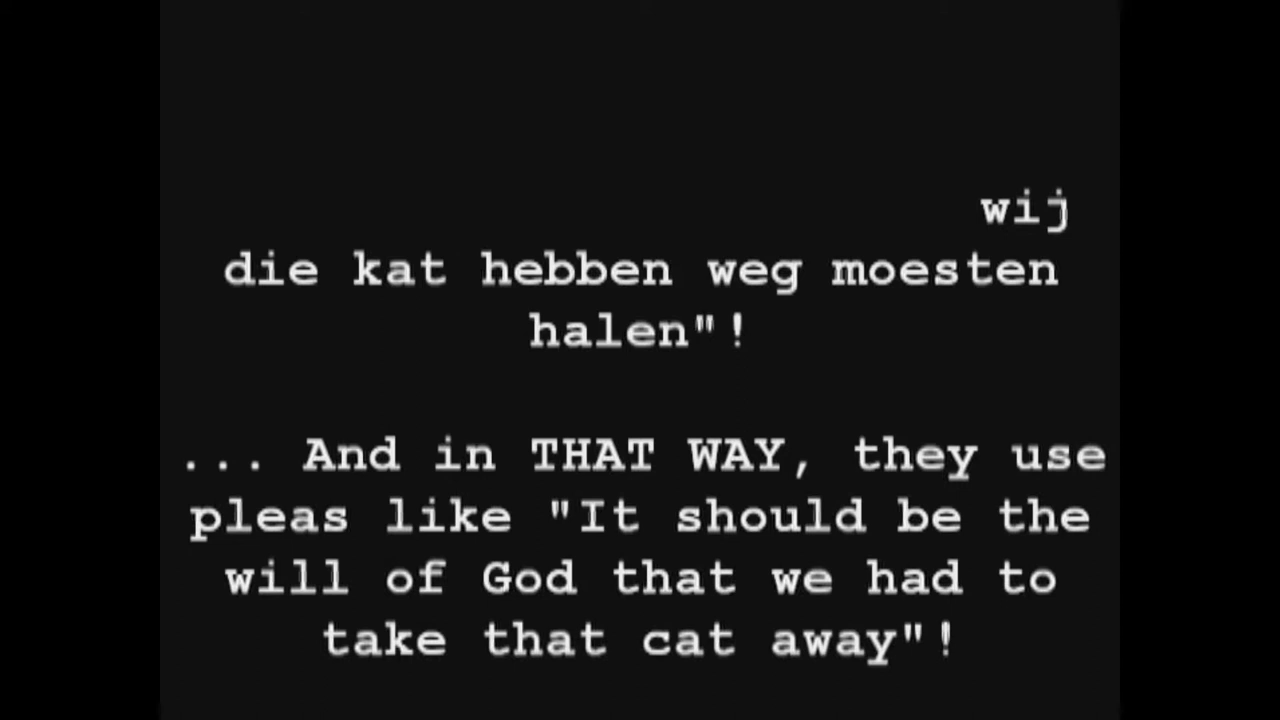 wij
die kat hebben weg moesten
halen"!
... And in THAT WAY, they use
pleas like "It should be the
will of God that we had to
take that cat away"!